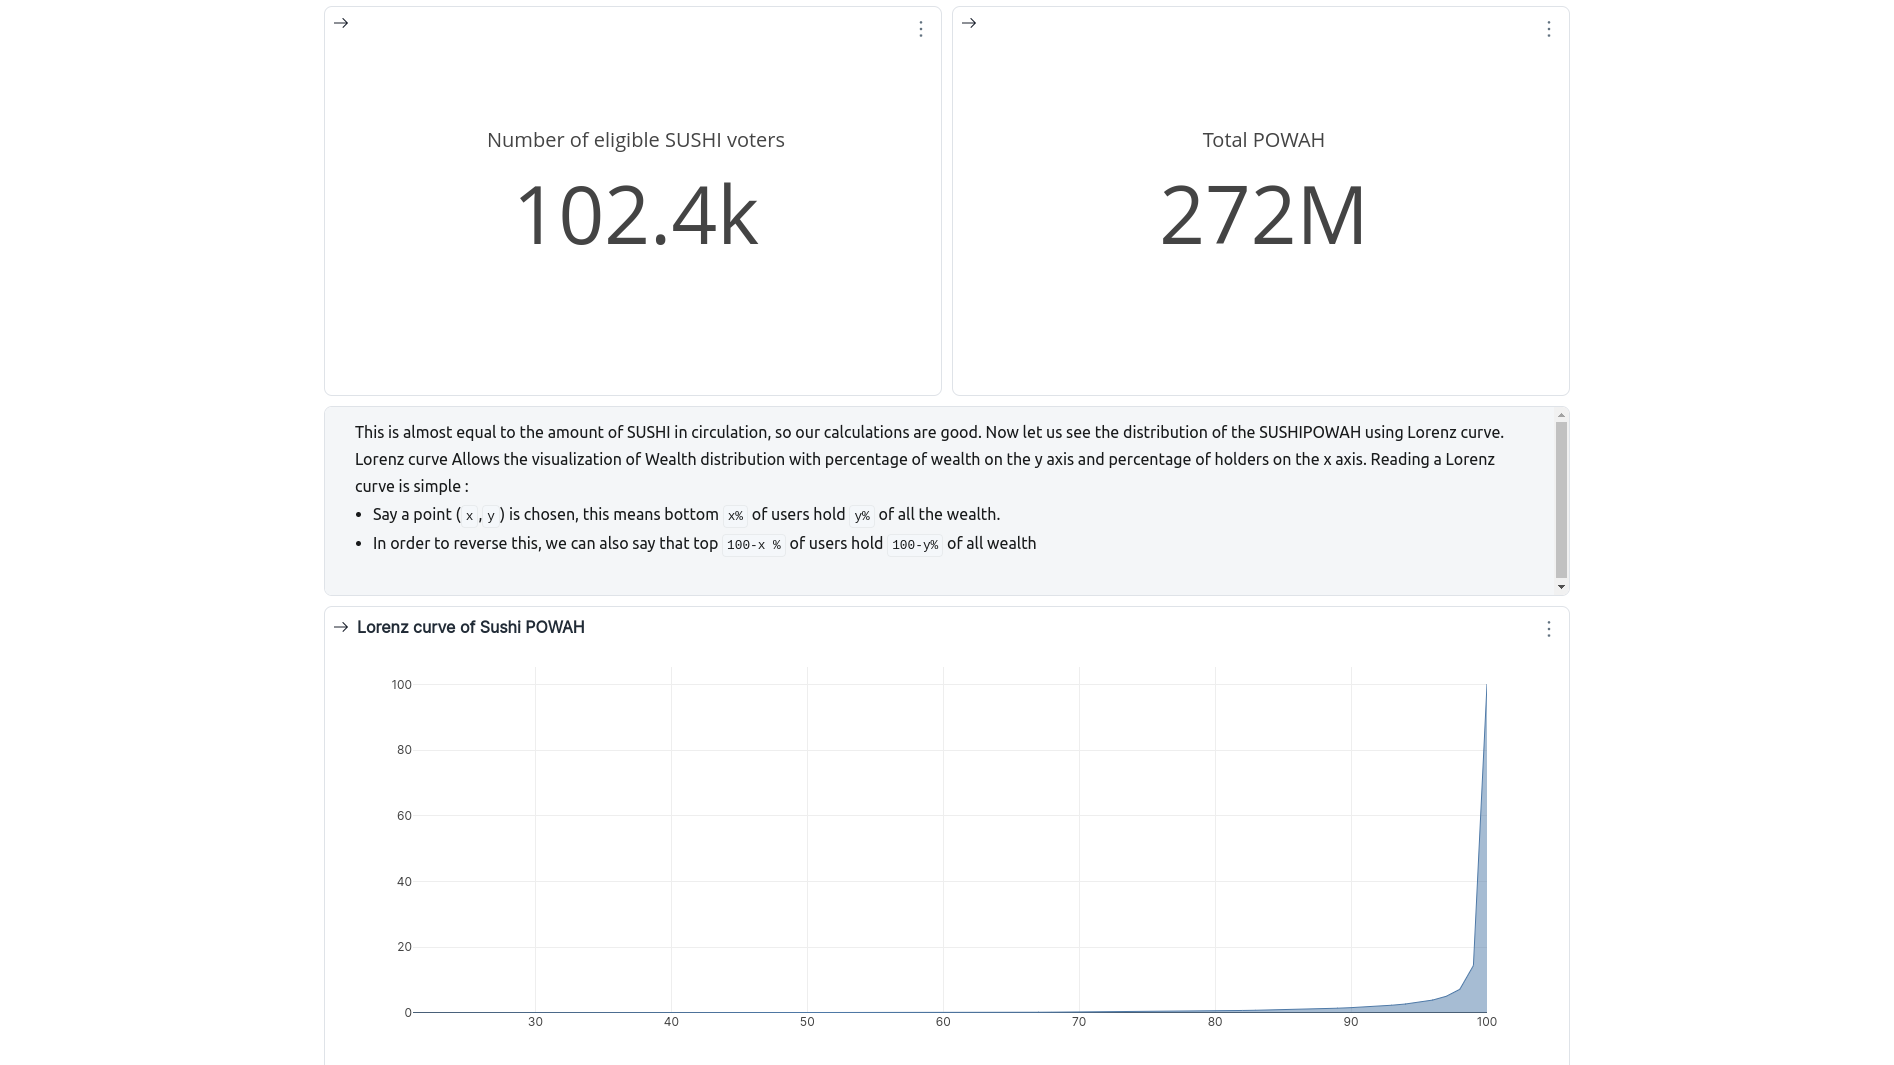 Number of eligible SUSHI voters
102.4k
Total POWAH
272M
This is almost equal to the amount of SUSHI in circulation, so our calculations are good. Now let us see the distribution of the SUSHIPOWAH using Lorenz curve.
Lorenz curve Allows the visualization of Wealth distribution with percentage of wealth on the y axis and percentage of holders on the x axis. Reading a Lorenz
curve is simple :
• Say a point ( x , y ) is chosen, this means bottom x% of users hold y% of all the wealth.
• In order to reverse this, we can also say that top 100-x % of users hold 100-y% of all wealth
Lorenz curve of Sushi POWAH
100
80
60
40
20
0
30 40 50 60 70 80 90 100